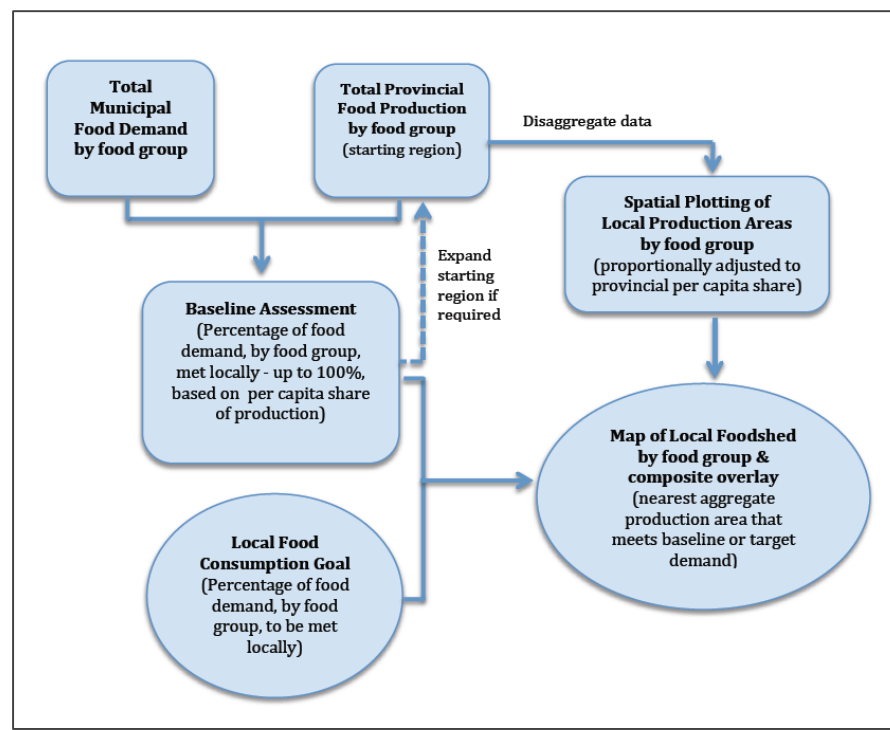 Total
Municipal
Food Demand
by food group
Total Provincial
Food Production
by food group
(starting region)
Disaggregate data
Spatial Plotting of
Local Production Areas
by food group
(proportionally adjusted to
provincial per capita share)
Expand
starting
region if
required
Baseline Assessment
(Percentage of food
demand, by food group,
met locally - up to 100%,
based on per capita share
of production)
Map of Local Foodshed
by food group &
composite overlay
(nearest aggregate
production area that
meets baseline or target
demand)
Local Food
Consumption Goal
(Percentage of food
demand, by food
group, to be met
locally)